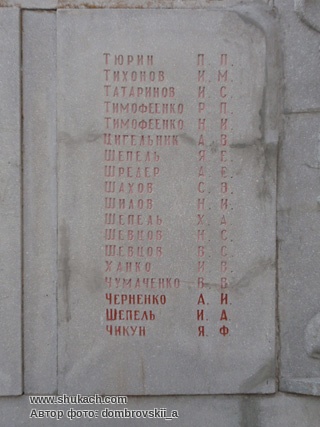 ТЮРИН П. П.
ТИХОНОВ И. М.
ТАТАРИНОВ И. С.
ТИМОФЕЕНКО Р. П.
ТИМОФЕЕНКО Н. И.
ЦИГЕЛЬНИК А. В.
ШЕПЕЛЬ Я. Е.
ШРЕДЕР А. Е.
ШАХОВ С. В.
ШИЛОВ Н. И.
ШЕПЕЛЬ Х. Д.
ШЕВЦОВ И. С.
ШЕВЦОВ В. С.
ХАНКО И. В.
ЧУМАЧЕНКО В. В.
ЧЕРНЕНКО А. И.
ШЕПЕЛЬ И. Д.
ЧИКУН Я. Ф.
www.shukach.com
Автор фото: dombrovskii_a